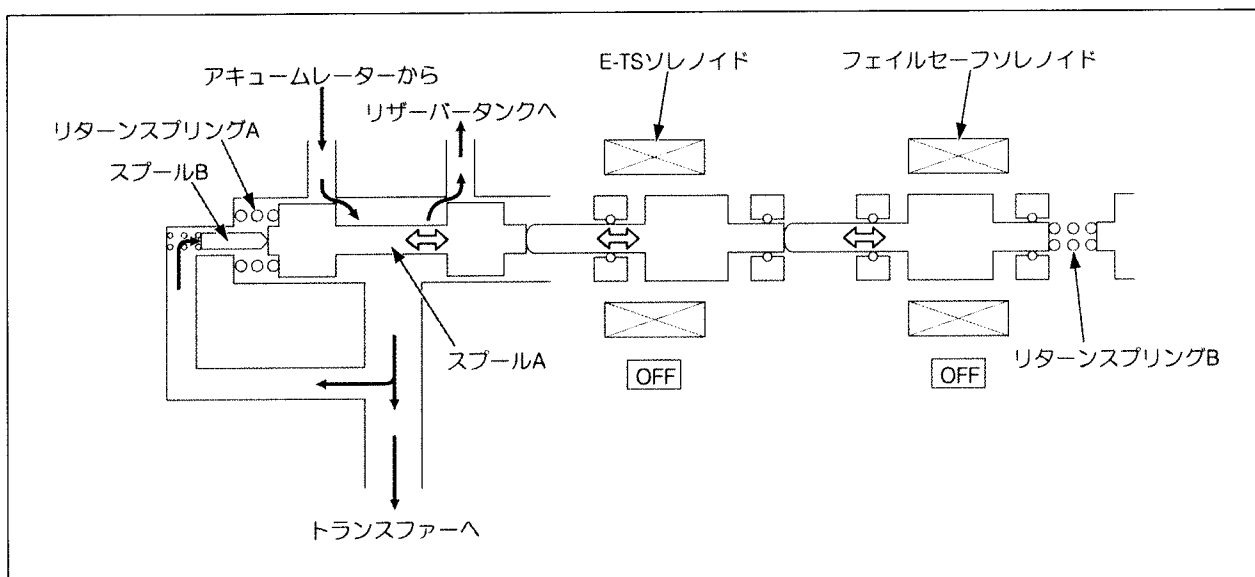 アキュームレーターから
リザーバータンクへ
E-TSソレノイド
フェイルセーフソレノイド
リターンスプリングA
スプールB
スプールA
OFF
OFF
リターンスプリングB
トランスファーへ